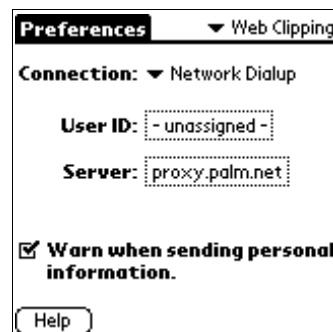 Preferences Web Clipping
Connection: Network Dialup
User ID: - unassigned -
Server: proxy.palm.net
Warn when sending personal
information.
Help